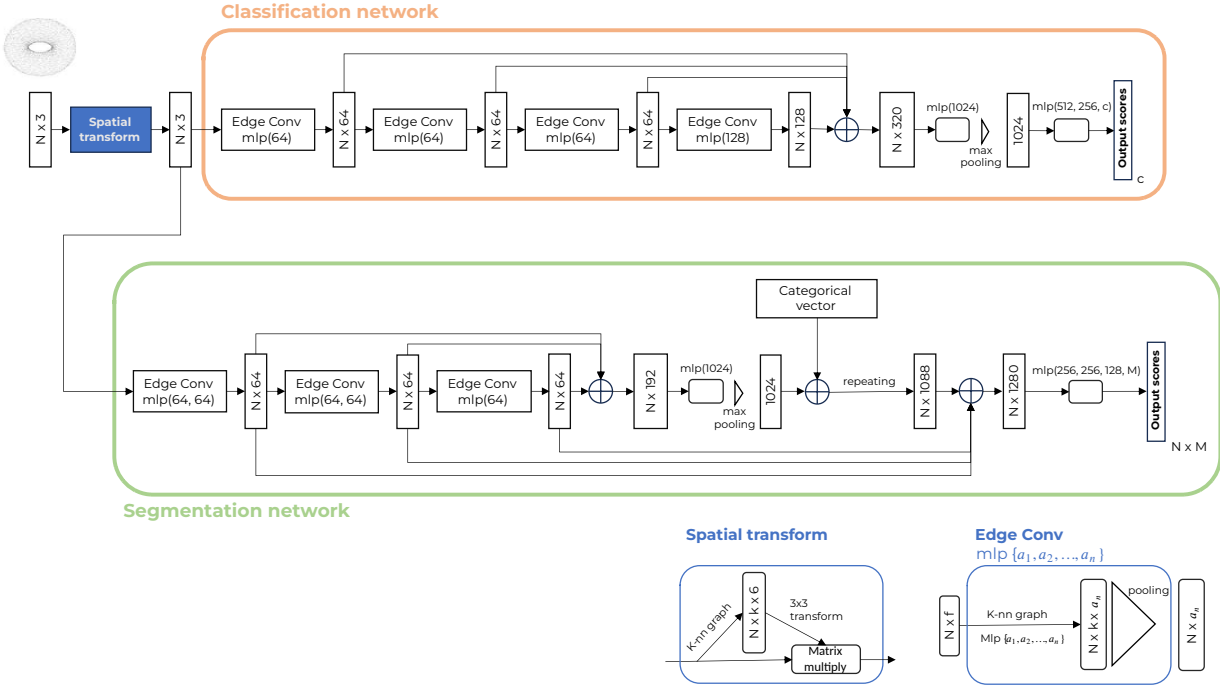 Classification network
N x 3
Spatial
transform
N x 3
Edge Conv
mlp(64)
N x 64
Edge Conv
mlp(64)
N x 64
Edge Conv
mlp(64)
N x 64
Edge Conv
mlp(128)
N x 128
N x 320
mlp(1024)
max
pooling
1024
mlp(512, 256, c)
Output scores
c
Categorical
vector
Edge Conv
mlp(64, 64)
N x 64
Edge Conv
mlp(64, 64)
N x 64
Edge Conv
mlp(64)
N x 64
N x 192
mlp(1024)
max
pooling
1024
repeating
N x 1088
N x 1280
mlp(256, 256, 128, M)
Output scores
N x M
Segmentation network
Spatial transform
K-nn graph
N x k x 6
3x3
transform
Matrix
multiply
Edge Conv
mlp {a₁, a₂, …, aₙ}
N x f
K-nn graph
Mlp {a₁, a₂, …, aₙ}
N x k x aₙ
pooling
N x aₙ